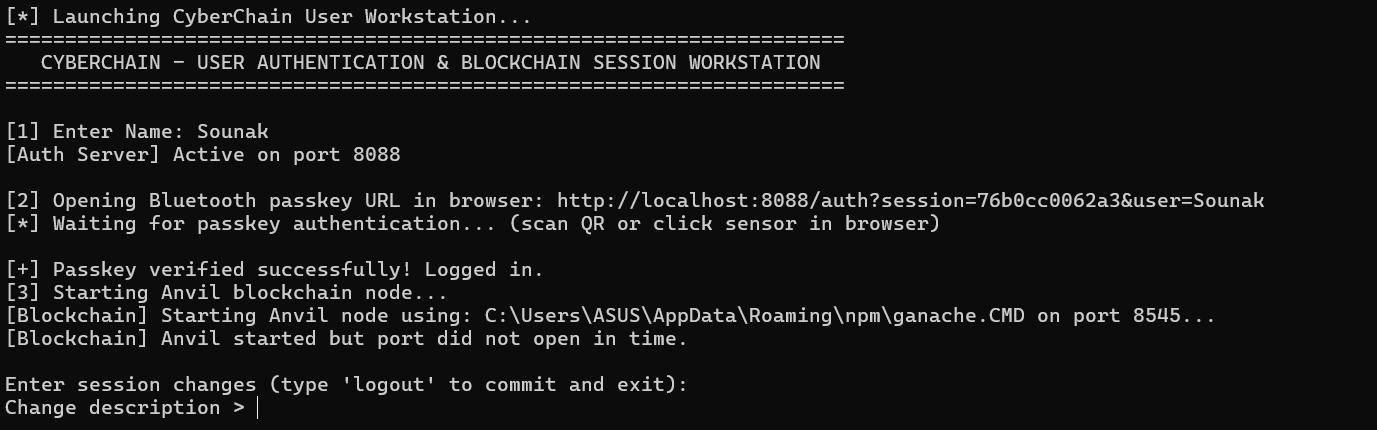 [*] Launching CyberChain User Workstation...
======================================================================
CYBERCHAIN - USER AUTHENTICATION & BLOCKCHAIN SESSION WORKSTATION
======================================================================
[1] Enter Name: Sounak
[Auth Server] Active on port 8088
[2] Opening Bluetooth passkey URL in browser: http://localhost:8088/auth?session=76b0cc0062a3&user=Sounak
[*] Waiting for passkey authentication... (scan QR or click sensor in browser)
[+] Passkey verified successfully! Logged in.
[3] Starting Anvil blockchain node...
[Blockchain] Starting Anvil node using: C:\Users\ASUS\AppData\Roaming\npm\ganache.CMD on port 8545...
[Blockchain] Anvil started but port did not open in time.
Enter session changes (type 'logout' to commit and exit):
Change description >